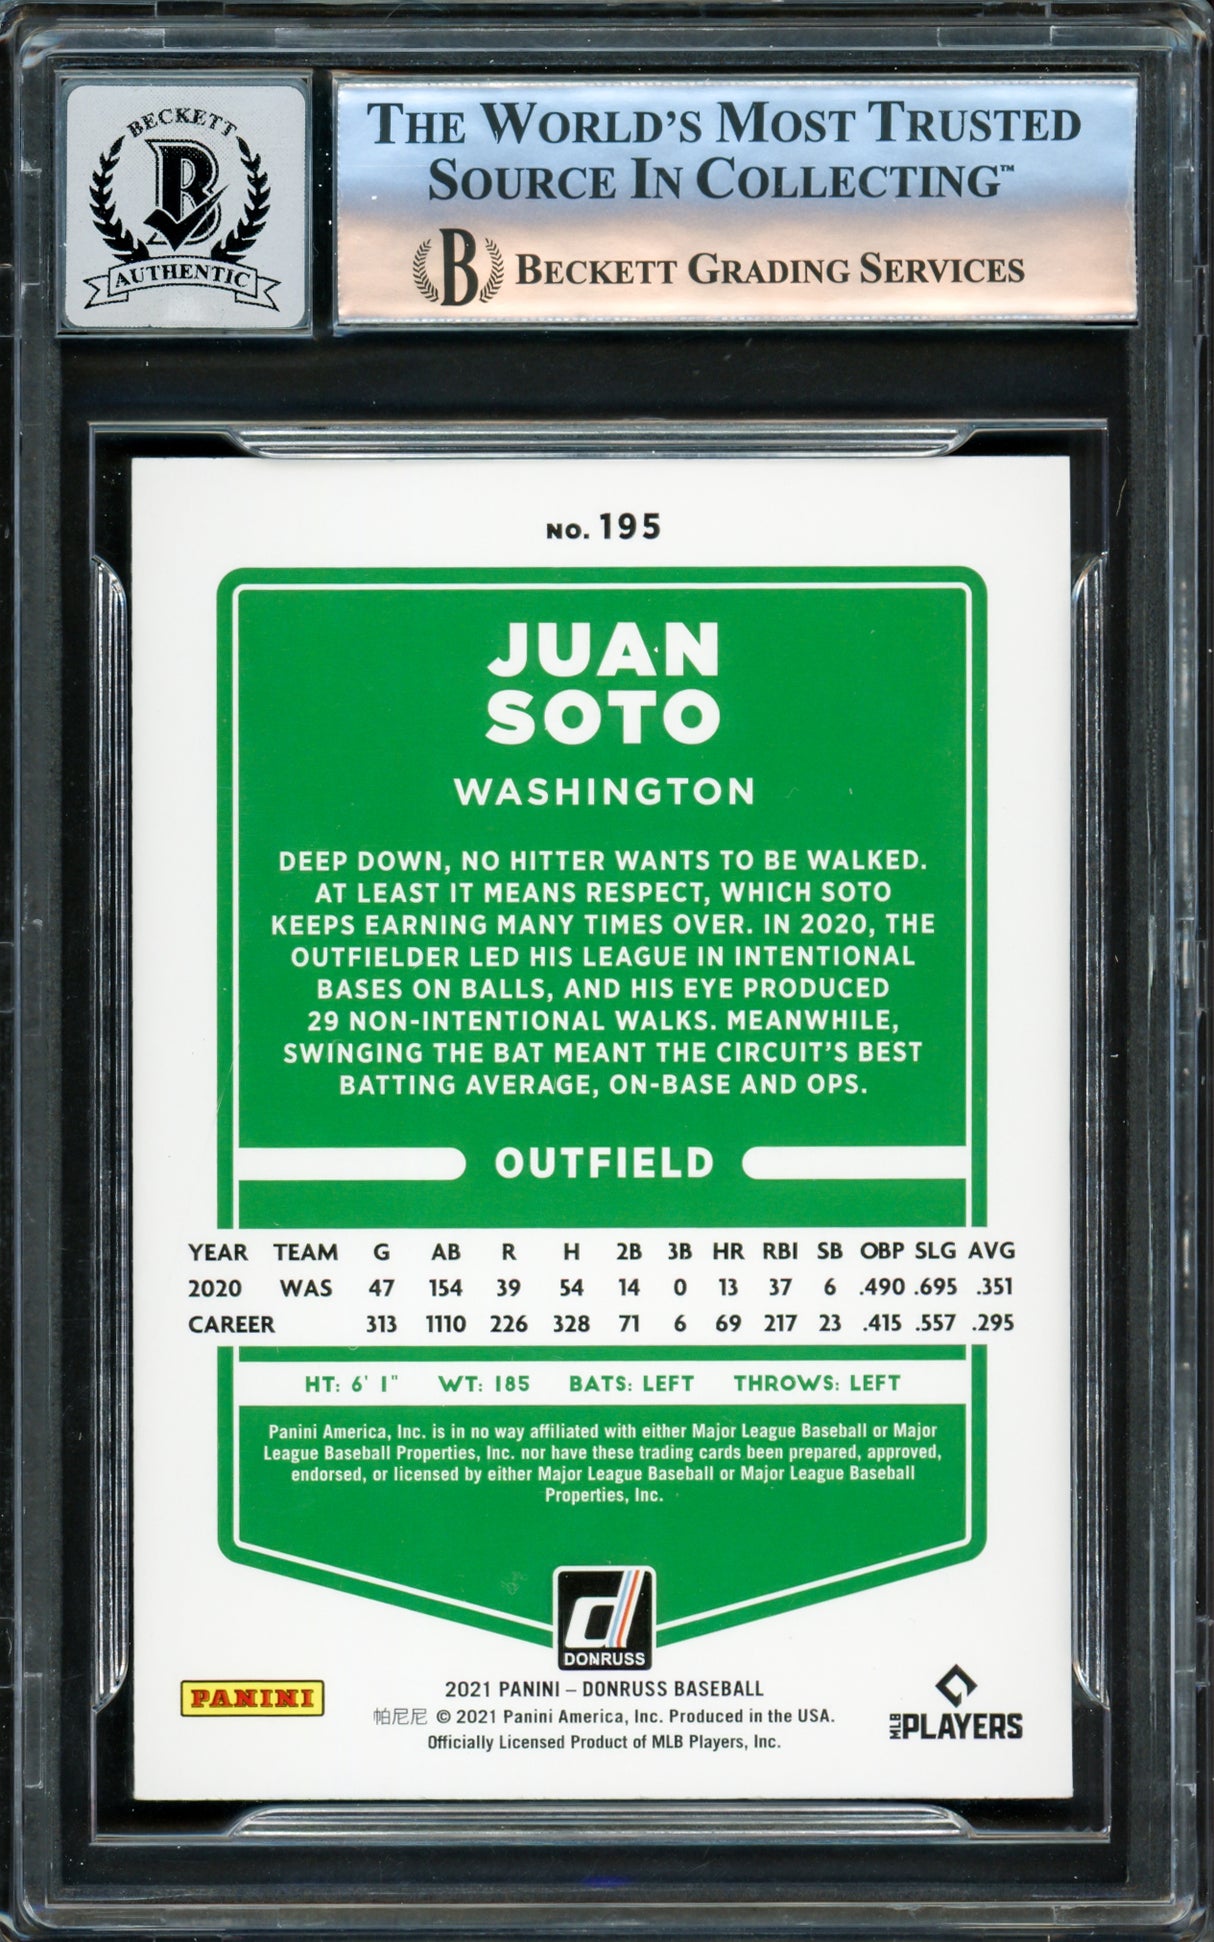 BECKETT
B
AUTHENTIC
THE WORLD'S MOST TRUSTED
SOURCE IN COLLECTING™
B BECKETT GRADING SERVICES
NO. 195
JUAN
SOTO
WASHINGTON
DEEP DOWN, NO HITTER WANTS TO BE WALKED.
AT LEAST IT MEANS RESPECT, WHICH SOTO
KEEPS EARNING MANY TIMES OVER. IN 2020, THE
OUTFIELDER LED HIS LEAGUE IN INTENTIONAL
BASES ON BALLS, AND HIS EYE PRODUCED
29 NON-INTENTIONAL WALKS. MEANWHILE,
SWINGING THE BAT MEANT THE CIRCUIT'S BEST
BATTING AVERAGE, ON-BASE AND OPS.
OUTFIELD
YEAR TEAM G AB R H 2B 3B HR RBI SB OBP SLG AVG
2020 WAS 47 154 39 54 14 0 13 37 6 .490 .695 .351
CAREER 313 1110 226 328 71 6 69 217 23 .415 .557 .295
HT: 6' 1" WT: 185 BATS: LEFT THROWS: LEFT
Panini America, Inc. is in no way affiliated with either Major League Baseball or Major
League Baseball Properties, Inc. nor have these trading cards been prepared, approved,
endorsed, or licensed by either Major League Baseball or Major League Baseball
Properties, Inc.
d
DONRUSS
PANINI
2021 PANINI – DONRUSS BASEBALL
帕尼尼 © 2021 Panini America, Inc. Produced in the USA.
Officially Licensed Product of MLB Players, Inc.
MLB PLAYERS